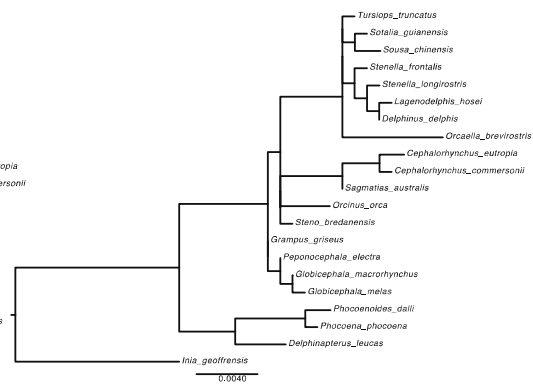 Tursiops_truncatus
Sotalia_guianensis
Sousa_chinensis
Stenella_frontalis
Stenella_longirostris
Lagenodelphis_hosei
Delphinus_delphis
Orcaella_brevirostris
Cephalorhynchus_eutropia
opia
Cephalorhynchus_commersonii
mersonii
Sagmatias_australis
Orcinus_orca
Steno_bredanensis
Grampus_griseus
Peponocephala_electra
Globicephala_macrorhynchus
Globicephala_melas
Phocoenoides_dalli
s
Phocoena_phocoena
Delphinapterus_leucas
Inia_geoffrensis
0.0040